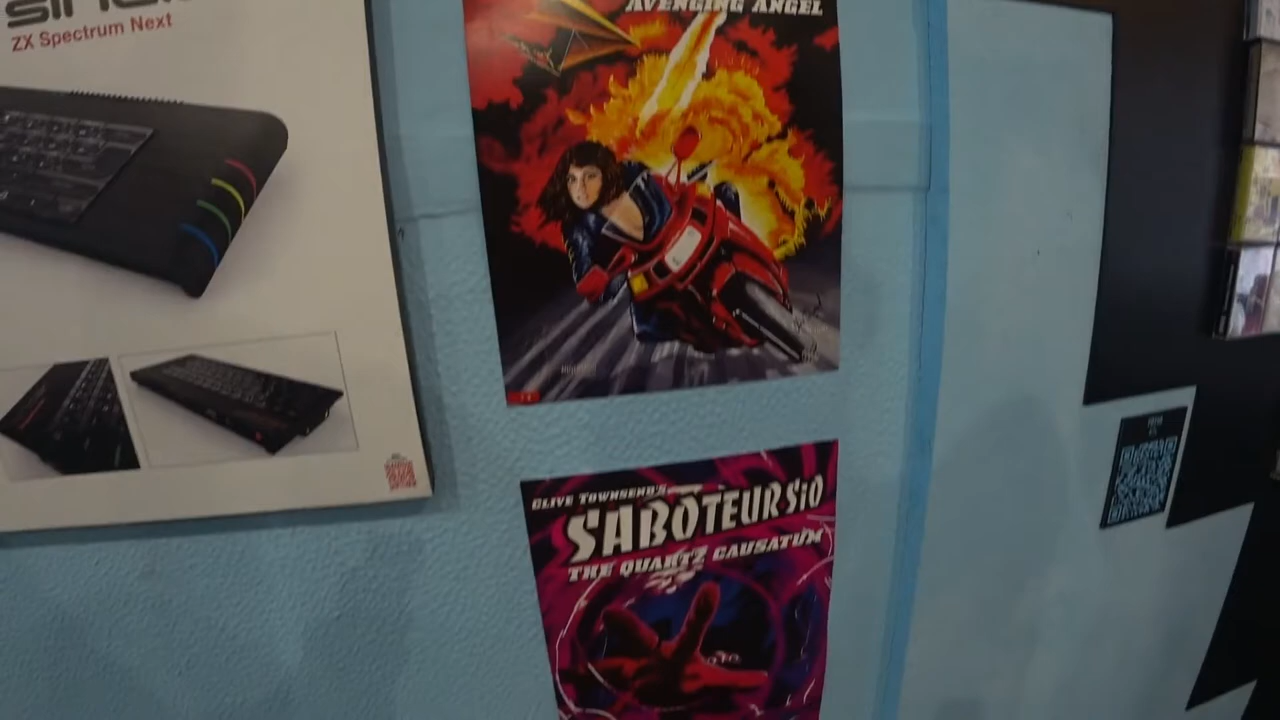 ZX Spectrum Next
AVENGING ANGEL
CLIVE TOWNSEND'S
SABOTEUR SiO
THE QUARTZ CAUSATUM